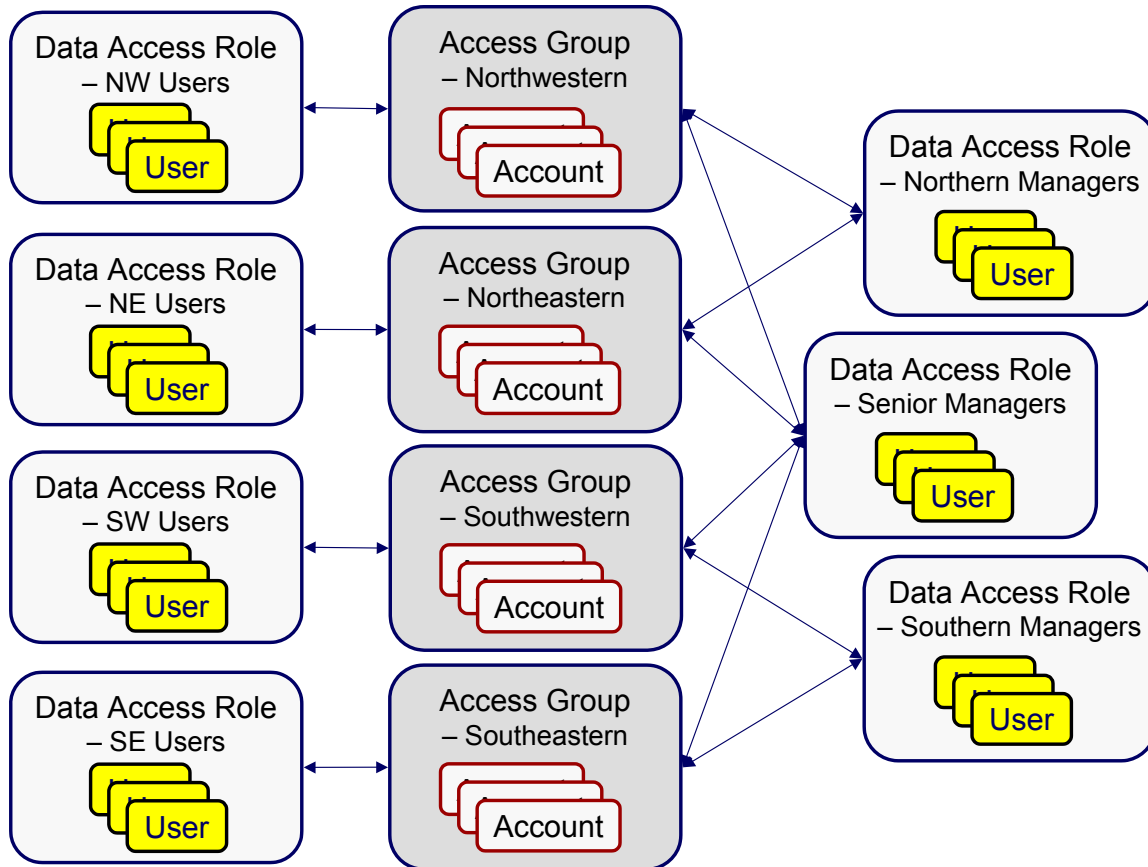 Data Access Role
– NW Users
User
Access Group
– Northwestern
Account
Data Access Role
– Northern Managers
User
Data Access Role
– NE Users
User
Access Group
– Northeastern
Account
Data Access Role
– Senior Managers
User
Data Access Role
– SW Users
User
Access Group
– Southwestern
Account
Data Access Role
– Southern Managers
User
Data Access Role
– SE Users
User
Access Group
– Southeastern
Account